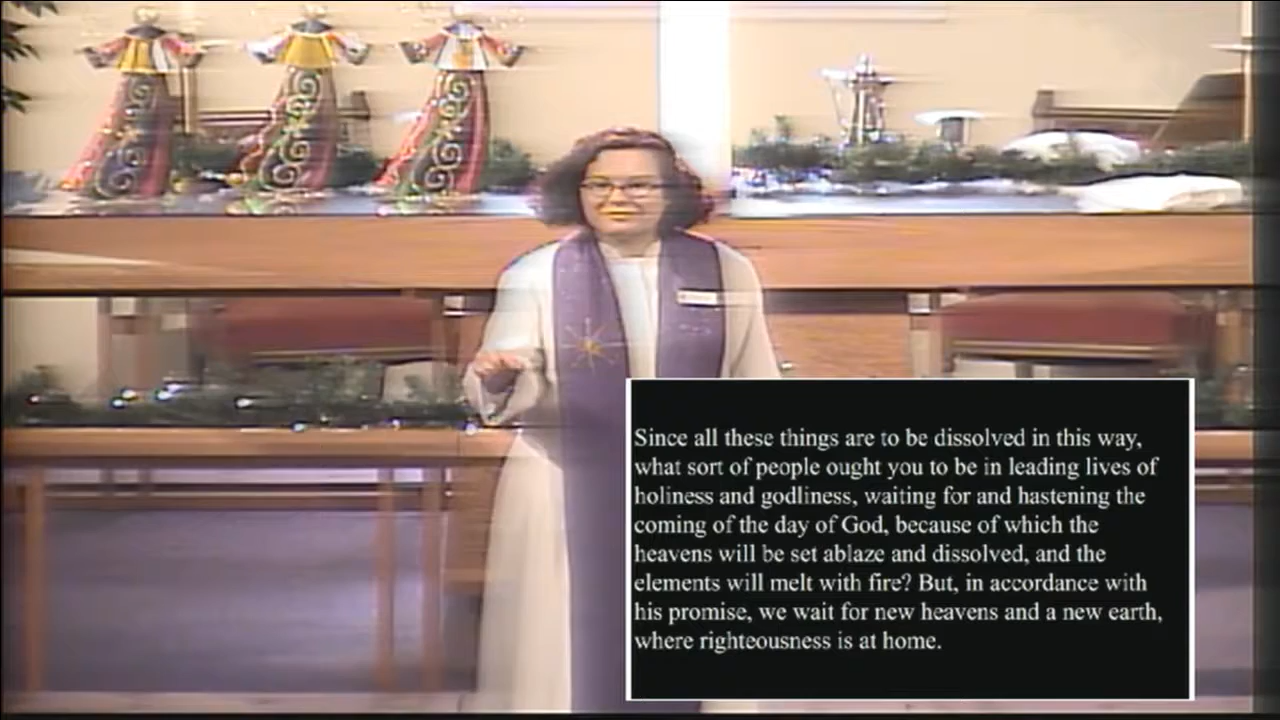 Since all these things are to be dissolved in this way,
what sort of people ought you to be in leading lives of
holiness and godliness, waiting for and hastening the
coming of the day of God, because of which the
heavens will be set ablaze and dissolved, and the
elements will melt with fire? But, in accordance with
his promise, we wait for new heavens and a new earth,
where righteousness is at home.